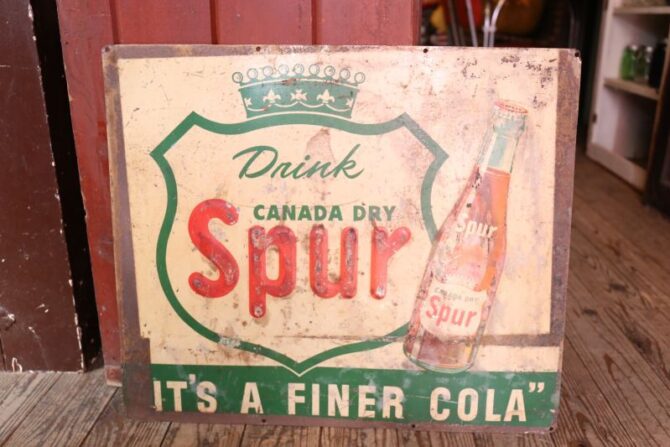 Drink
CANADA DRY
Spur
Spur
CANADA DRY
Spur
IT'S A FINER COLA”